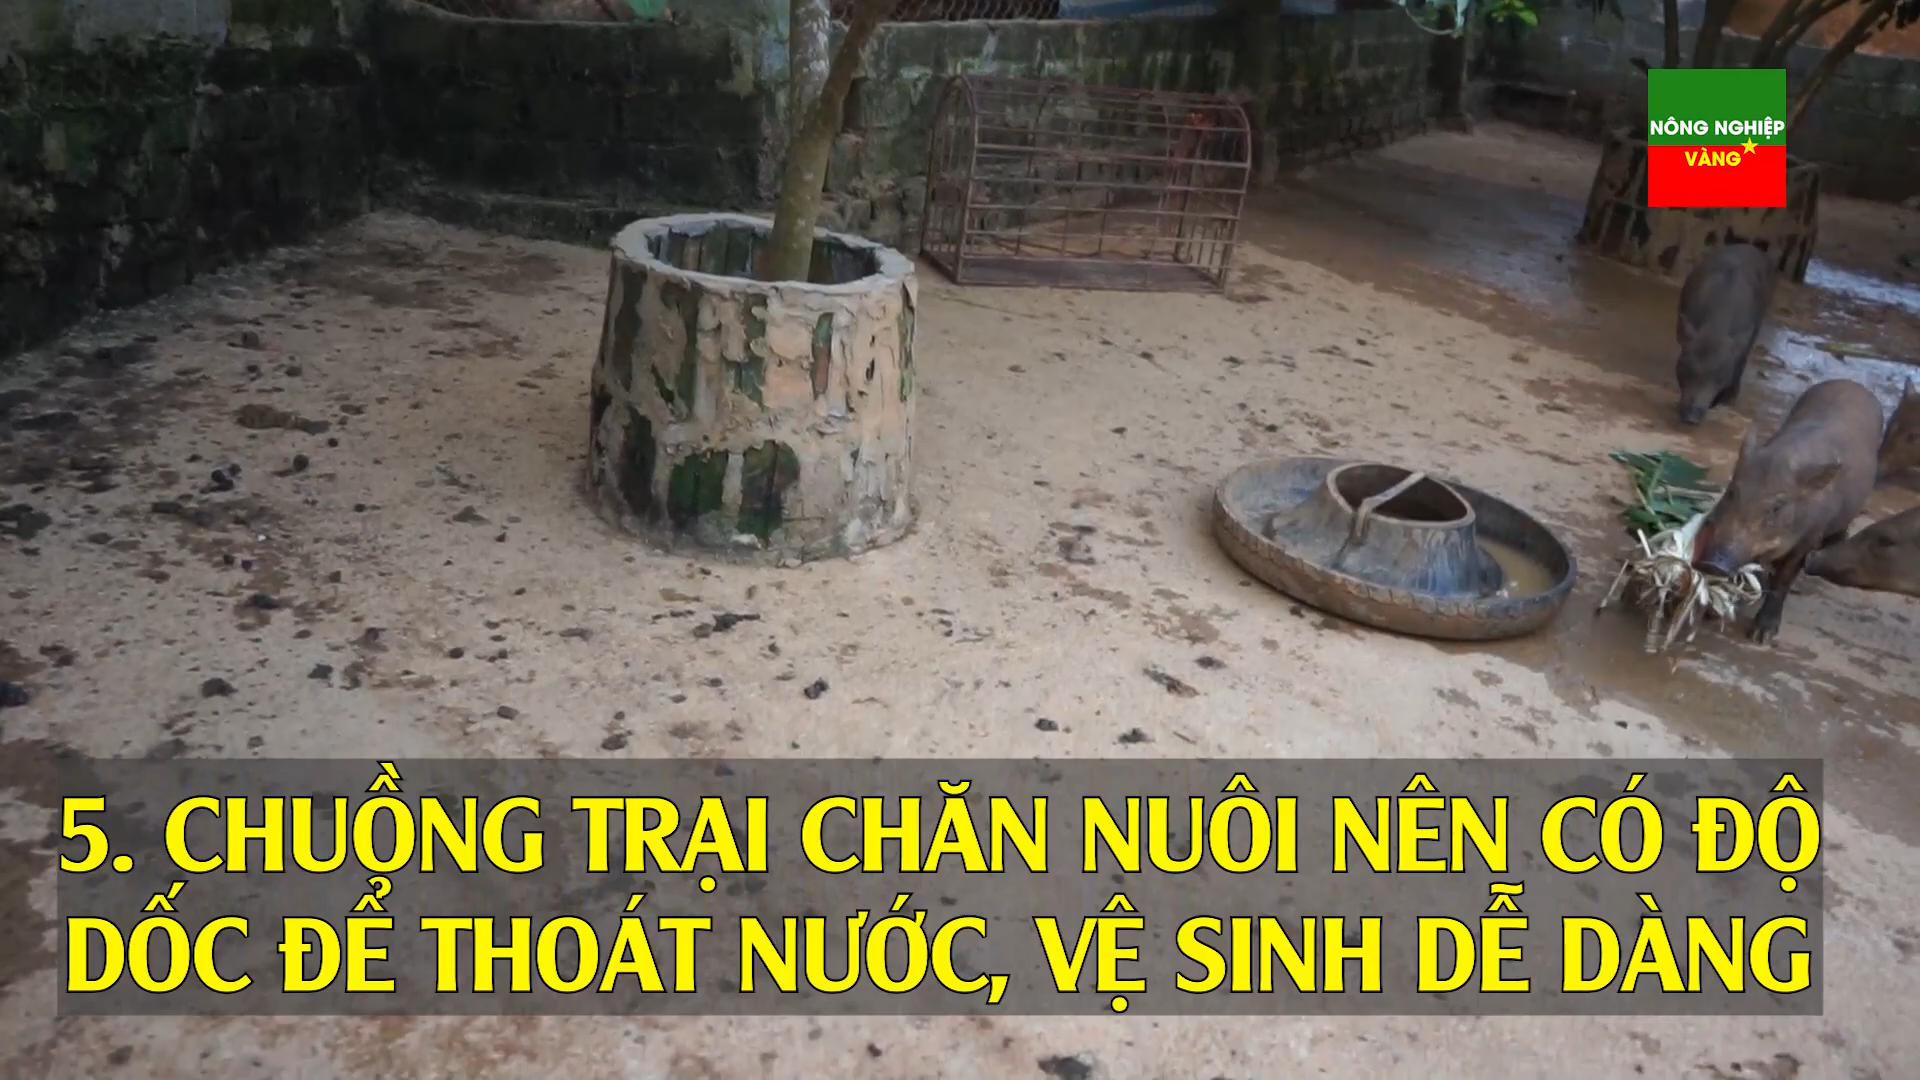 NÔNG NGHIỆP
VÀNG
5. CHUỒNG TRẠI CHĂN NUÔI NÊN CÓ ĐỘ
DỐC ĐỂ THOÁT NƯỚC, VỆ SINH DỄ DÀNG